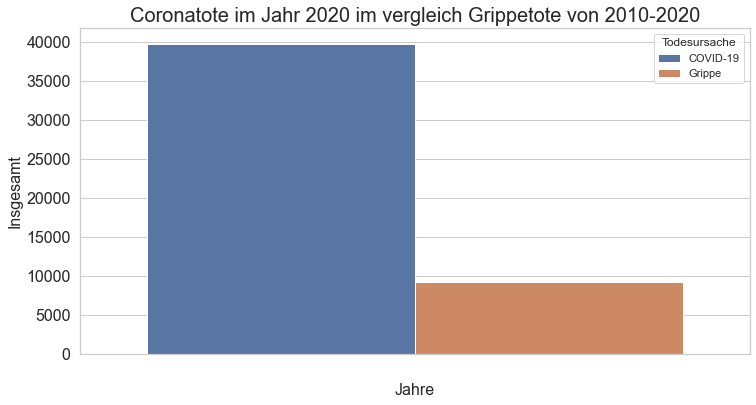 Coronatote im Jahr 2020 im vergleich Grippetote von 2010-2020
Todesursache
COVID-19
Grippe
Insgesamt
40000
35000
30000
25000
20000
15000
10000
5000
0
Jahre